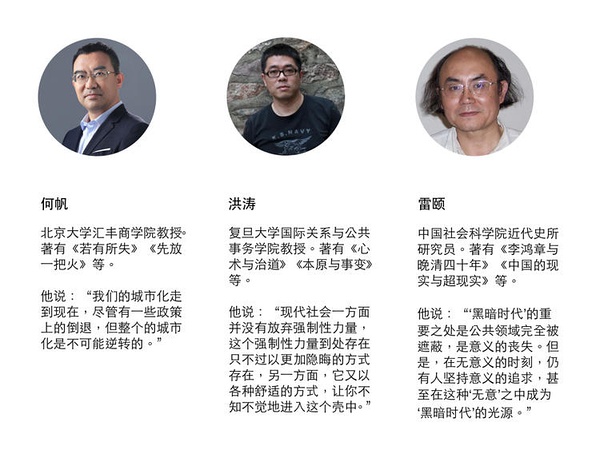 何帆
北京大学汇丰商学院教授。
著有《若有所失》《先放
一把火》等。
他说：“我们的城市化走
到现在，尽管有一些政策
上的倒退，但整个的城市
化是不可能逆转的。”
洪涛
复旦大学国际关系与公共
事务学院教授。著有《心
术与治道》《本原与事变》
等。
他说：“现代社会一方面
并没有放弃强制性力量，
这个强制性力量到处存在
只不过以更加隐晦的方式
存在，另一方面，它又以
各种舒适的方式，让你不
知不觉地进入这个壳中。”
雷颐
中国社会科学院近代史所
研究员。著有《李鸿章与
晚清四十年》《中国的现
实与超现实》等。
他说：“‘黑暗时代’的重
要之处是公共领域完全被
遮蔽，是意义的丧失。但
是，在无意义的时刻，仍
有人坚持意义的追求，甚
至在这种‘无意’之中成为
‘黑暗时代’的光源。”
U.S. NAVY